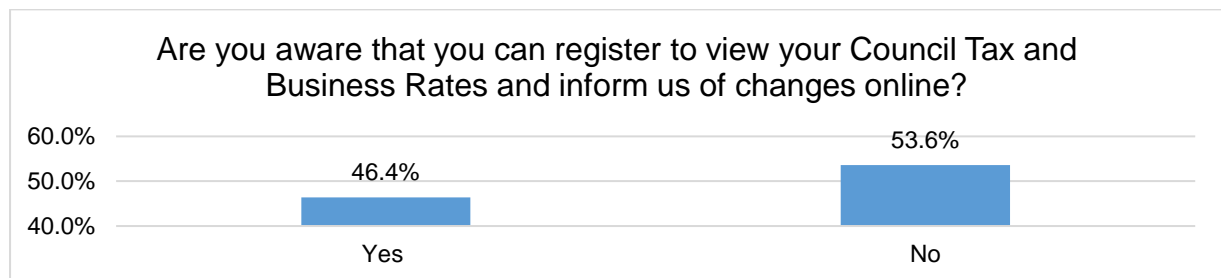 Are you aware that you can register to view your Council Tax and
Business Rates and inform us of changes online?
60.0%
53.6%
46.4%
50.0%
40.0%
Yes
No